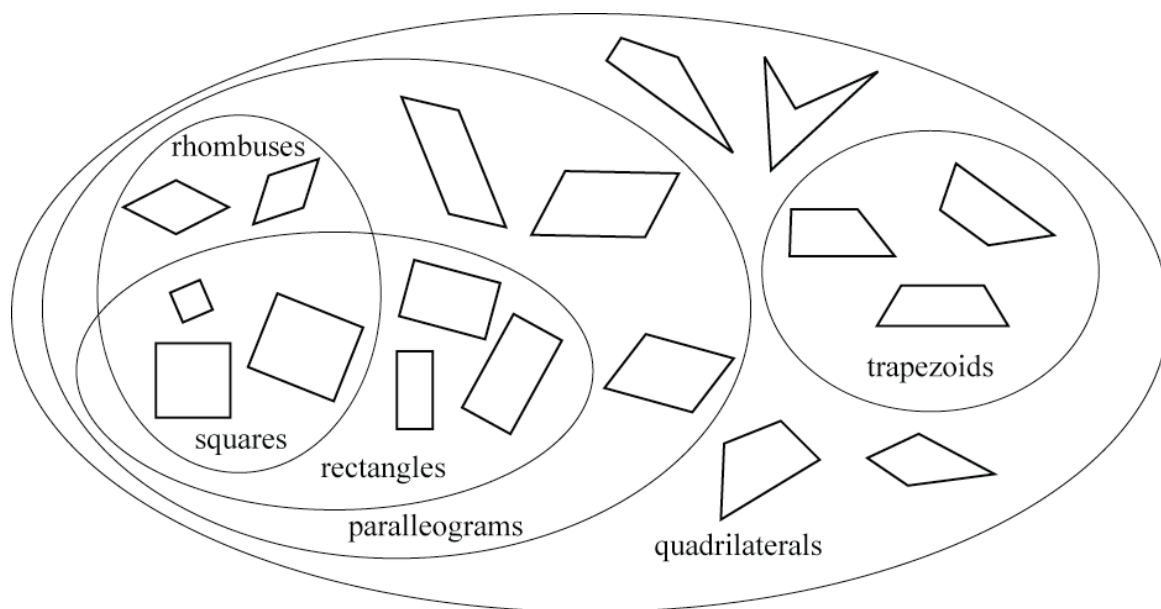 rhombuses
trapezoids
squares
rectangles
paralleograms
quadrilaterals